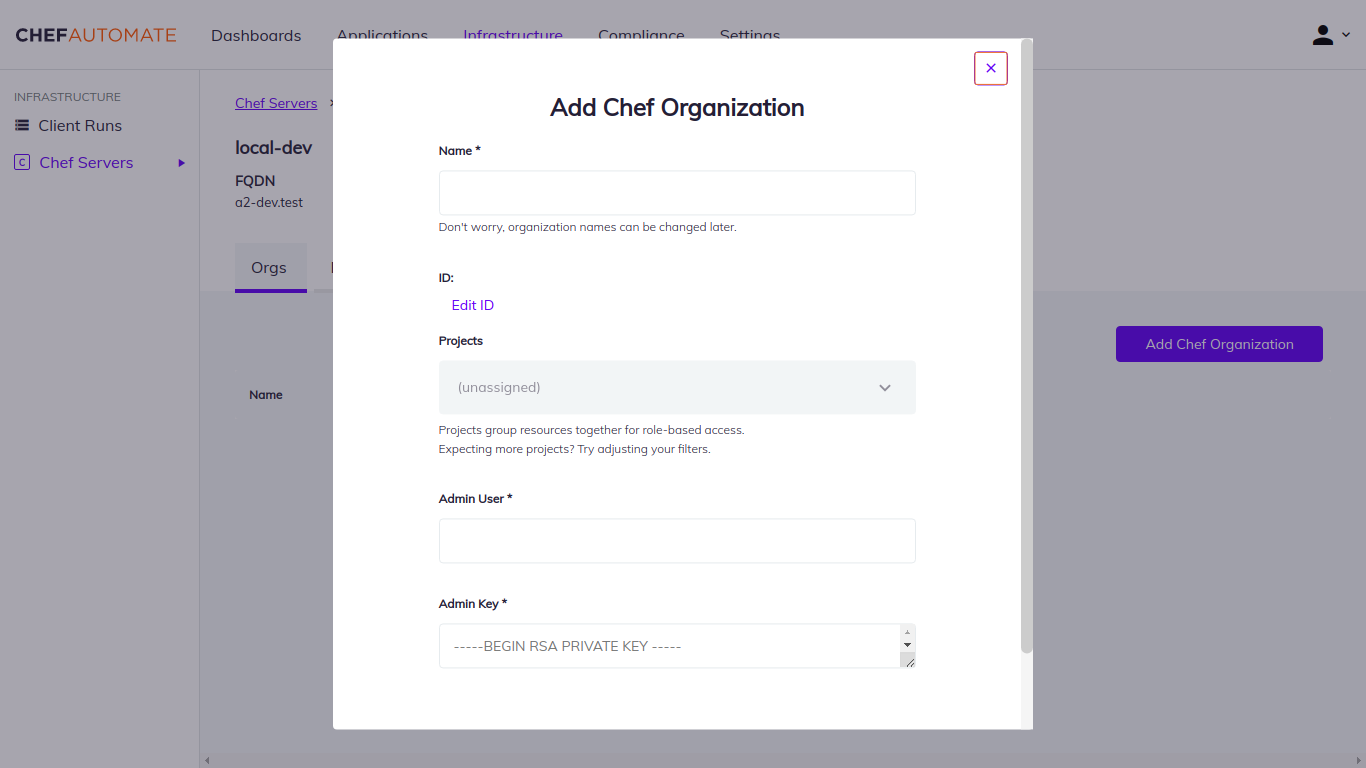 CHEFAUTOMATE Dashboards Applications Infrastructure Compliance Settings
INFRASTRUCTURE
Client Runs
C Chef Servers
Chef Servers
local-dev
FQDN
a2-dev.test
Orgs
Name
Add Chef Organization
×
Add Chef Organization
Name *
Don't worry, organization names can be changed later.
ID:
Edit ID
Projects
(unassigned)
Projects group resources together for role-based access.
Expecting more projects? Try adjusting your filters.
Admin User *
Admin Key *
-----BEGIN RSA PRIVATE KEY -----